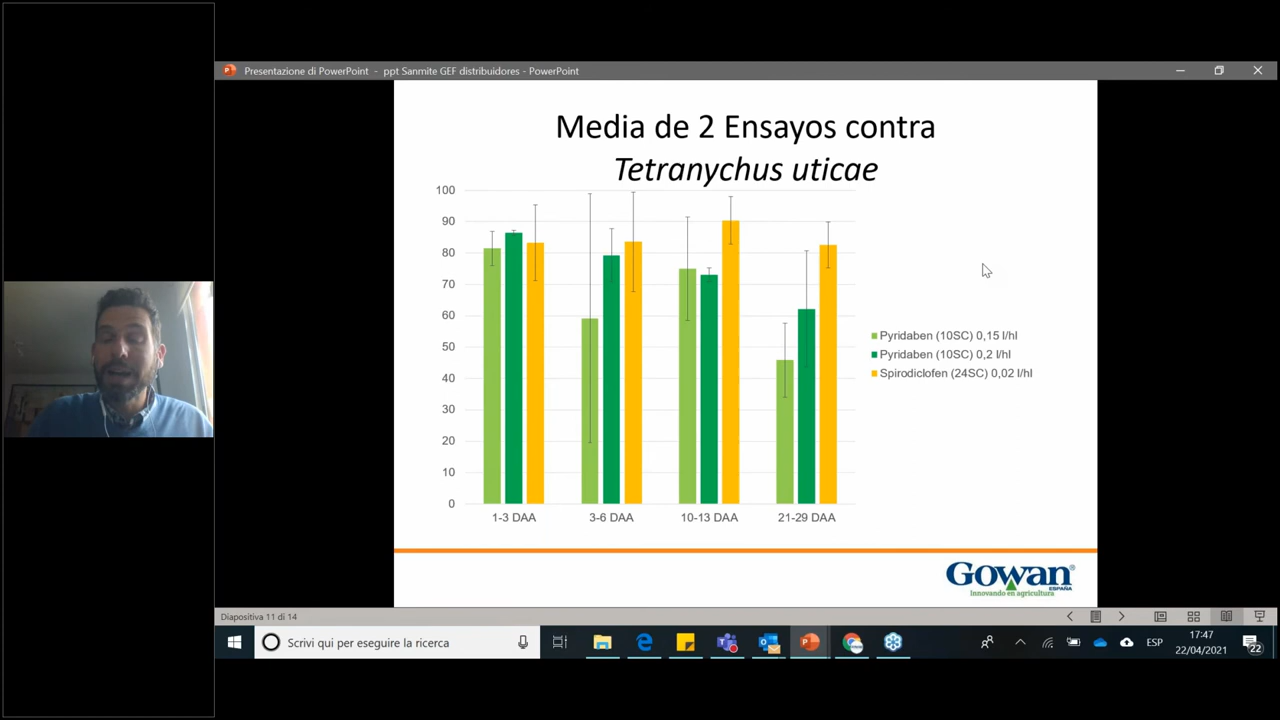 Presentazione di PowerPoint - ppt Sanmite GEF distribuidores - PowerPoint
Media de 2 Ensayos contra
Tetranychus uticae
100
90
80
70
60
50
40
30
20
10
0
1-3 DAA
3-6 DAA
10-13 DAA
21-29 DAA
Pyridaben (10SC) 0,15 l/hl
Pyridaben (10SC) 0,2 l/hl
Spirodiclofen (24SC) 0,02 l/hl
Gowan®
ESPAÑA
Innovando en agricultura
Diapositiva 11 di 14
Scrivi qui per eseguire la ricerca
ESP
17:47
22/04/2021
22